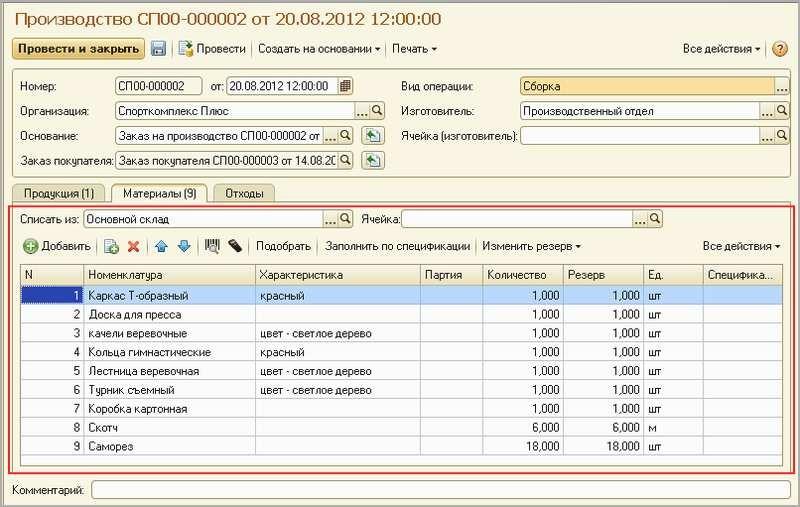 Производство СП00-000002 от 20.08.2012 12:00:00
Провести и закрыть Провести Создать на основании Печать Все действия ?
Номер: СП00-000002 от: 20.08.2012 12:00:00 Вид операции: Сборка ...
Организация: Спорткомплекс Плюс ... Изготовитель: Производственный отдел ...
Основание: Заказ на производство СП00-000002 от ... Ячейка (изготовитель): ...
Заказ покупателя: Заказ покупателя СП00-000003 от 14.08.20 ...
Продукция (1) Материалы (9) Отходы
Списать из: Основной склад ... Ячейка: ...
Добавить Подобрать Заполнить по спецификации Изменить резерв Все действия
N Номенклатура Характеристика Партия Количество Резерв Ед. Специфика...
1 Каркас Т-образный красный 1,000 1,000 шт
2 Доска для пресса 1,000 1,000 шт
3 качели веревочные цвет - светлое дерево 1,000 1,000 шт
4 Кольца гимнастические красный 1,000 1,000 шт
5 Лестница веревочная цвет - светлое дерево 1,000 1,000 шт
6 Турник съемный цвет - светлое дерево 1,000 1,000 шт
7 Коробка картонная 1,000 1,000 шт
8 Скотч 6,000 6,000 м
9 Саморез 18,000 18,000 шт
Комментарий: